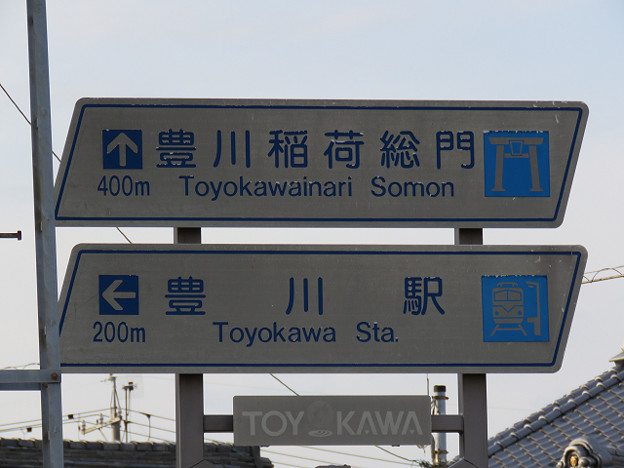 豊川稲荷総門
400m Toyokawainari Somon
豊川駅
200m Toyokawa Sta.
TOYOKAWA